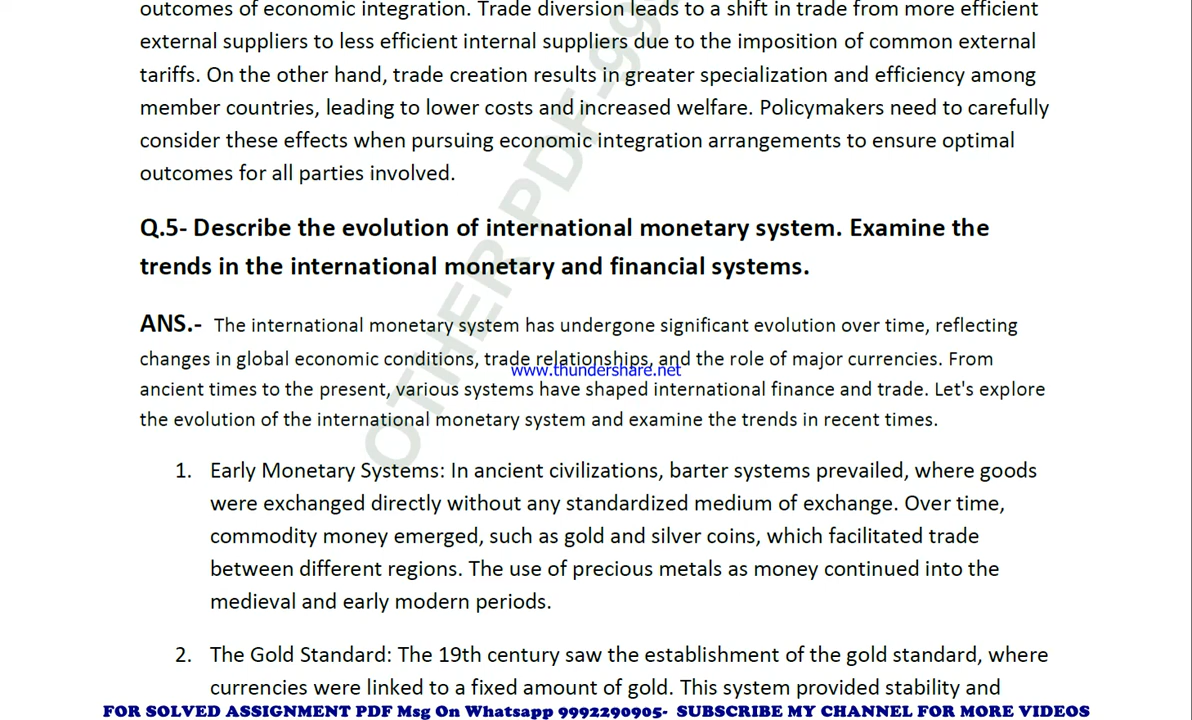 outcomes of economic integration. Trade diversion leads to a shift in trade from more efficient
external suppliers to less efficient internal suppliers due to the imposition of common external
tariffs. On the other hand, trade creation results in greater specialization and efficiency among
member countries, leading to lower costs and increased welfare. Policymakers need to carefully
consider these effects when pursuing economic integration arrangements to ensure optimal
outcomes for all parties involved.
Q.5- Describe the evolution of international monetary system. Examine the
trends in the international monetary and financial systems.
ANS.- The international monetary system has undergone significant evolution over time, reflecting
changes in global economic conditions, trade relationships, and the role of major currencies. From
www.thundershare.net
ancient times to the present, various systems have shaped international finance and trade. Let's explore
the evolution of the international monetary system and examine the trends in recent times.
1. Early Monetary Systems: In ancient civilizations, barter systems prevailed, where goods
were exchanged directly without any standardized medium of exchange. Over time,
commodity money emerged, such as gold and silver coins, which facilitated trade
between different regions. The use of precious metals as money continued into the
medieval and early modern periods.
2. The Gold Standard: The 19th century saw the establishment of the gold standard, where
currencies were linked to a fixed amount of gold. This system provided stability and
FOR SOLVED ASSIGNMENT PDF Msg On Whatsapp 9992290905- SUBSCRIBE MY CHANNEL FOR MORE VIDEOS
OTHER PDF-99